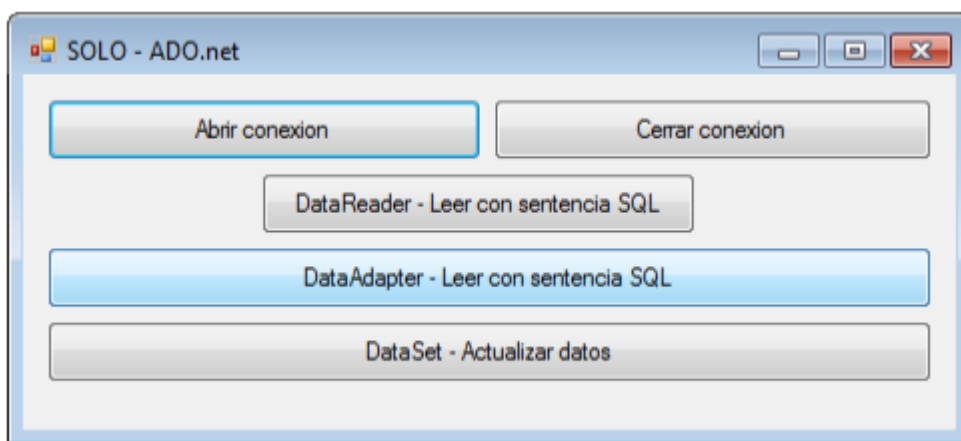 SOLO - ADO.net
Abrir conexion
Cerrar conexion
DataReader - Leer con sentencia SQL
DataAdapter - Leer con sentencia SQL
DataSet - Actualizar datos